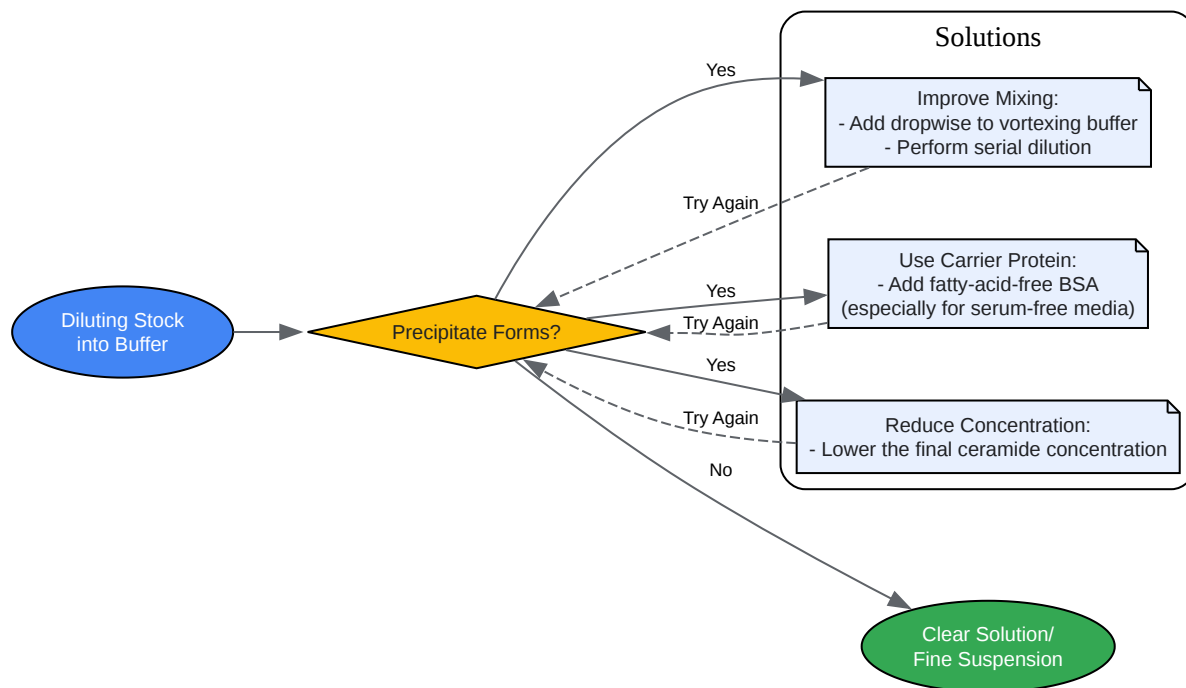 Solutions
Yes
Improve Mixing:
- Add dropwise to vortexing buffer
- Perform serial dilution
Try Again
Use Carrier Protein:
- Add fatty-acid-free BSA
(especially for serum-free media)
Yes
Try Again
Diluting Stock
into Buffer
Precipitate Forms?
Yes
Reduce Concentration:
- Lower the final ceramide concentration
Try Again
No
Clear Solution/
Fine Suspension